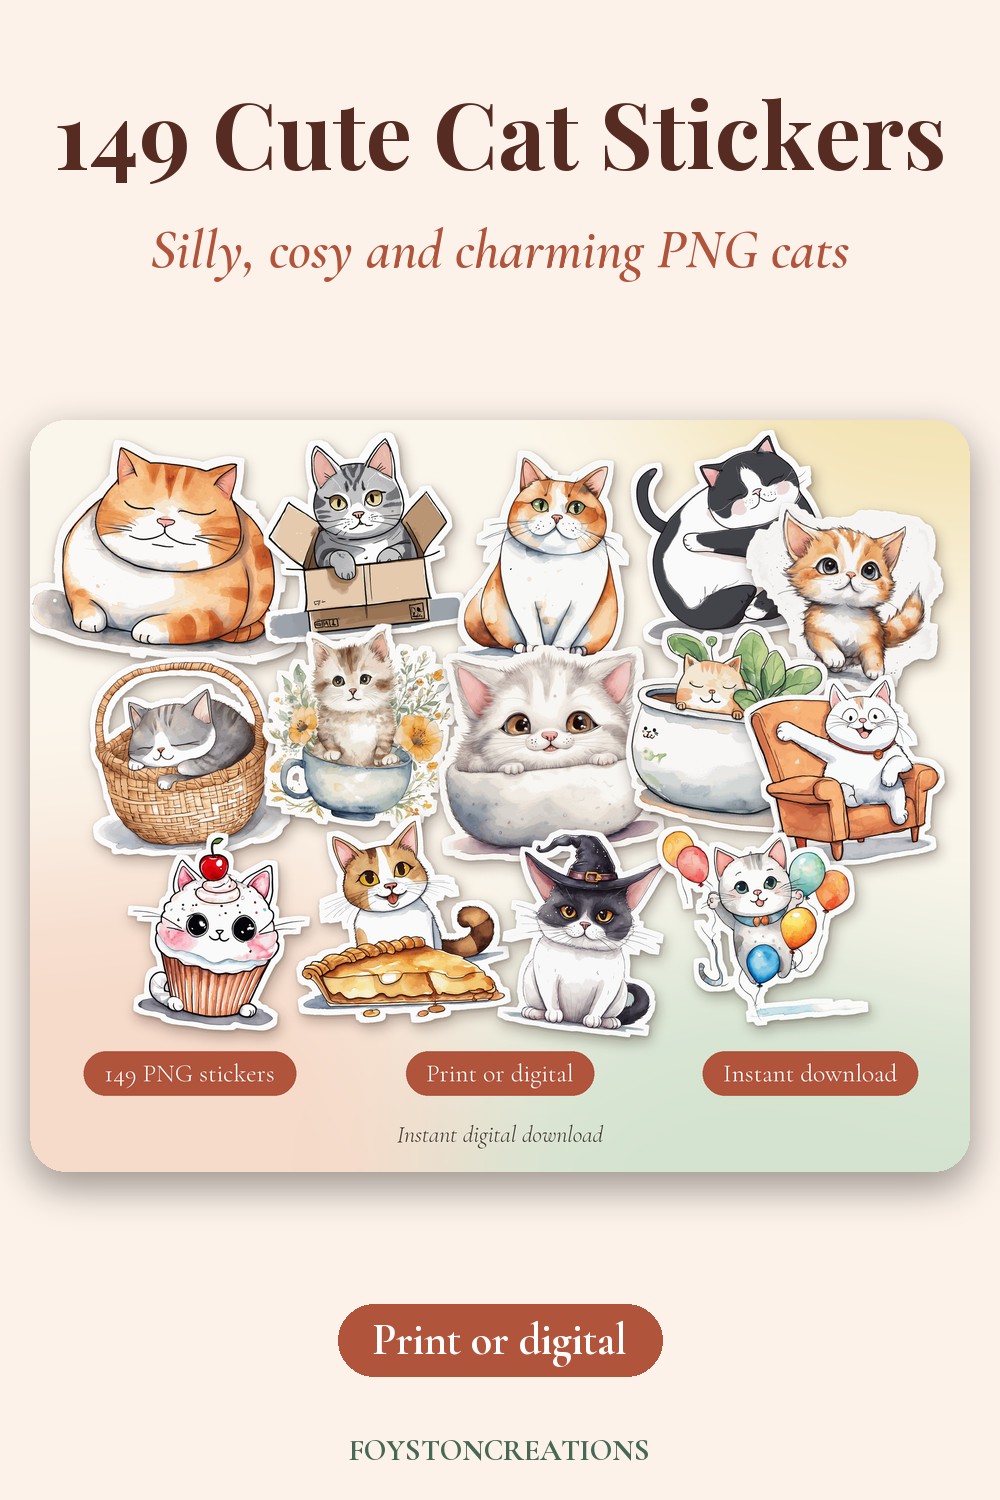 149 Cute Cat Stickers
Silly, cosy and charming PNG cats
149 PNG stickers
Print or digital
Instant download
Instant digital download
Print or digital
FOYSTONCREATIONS